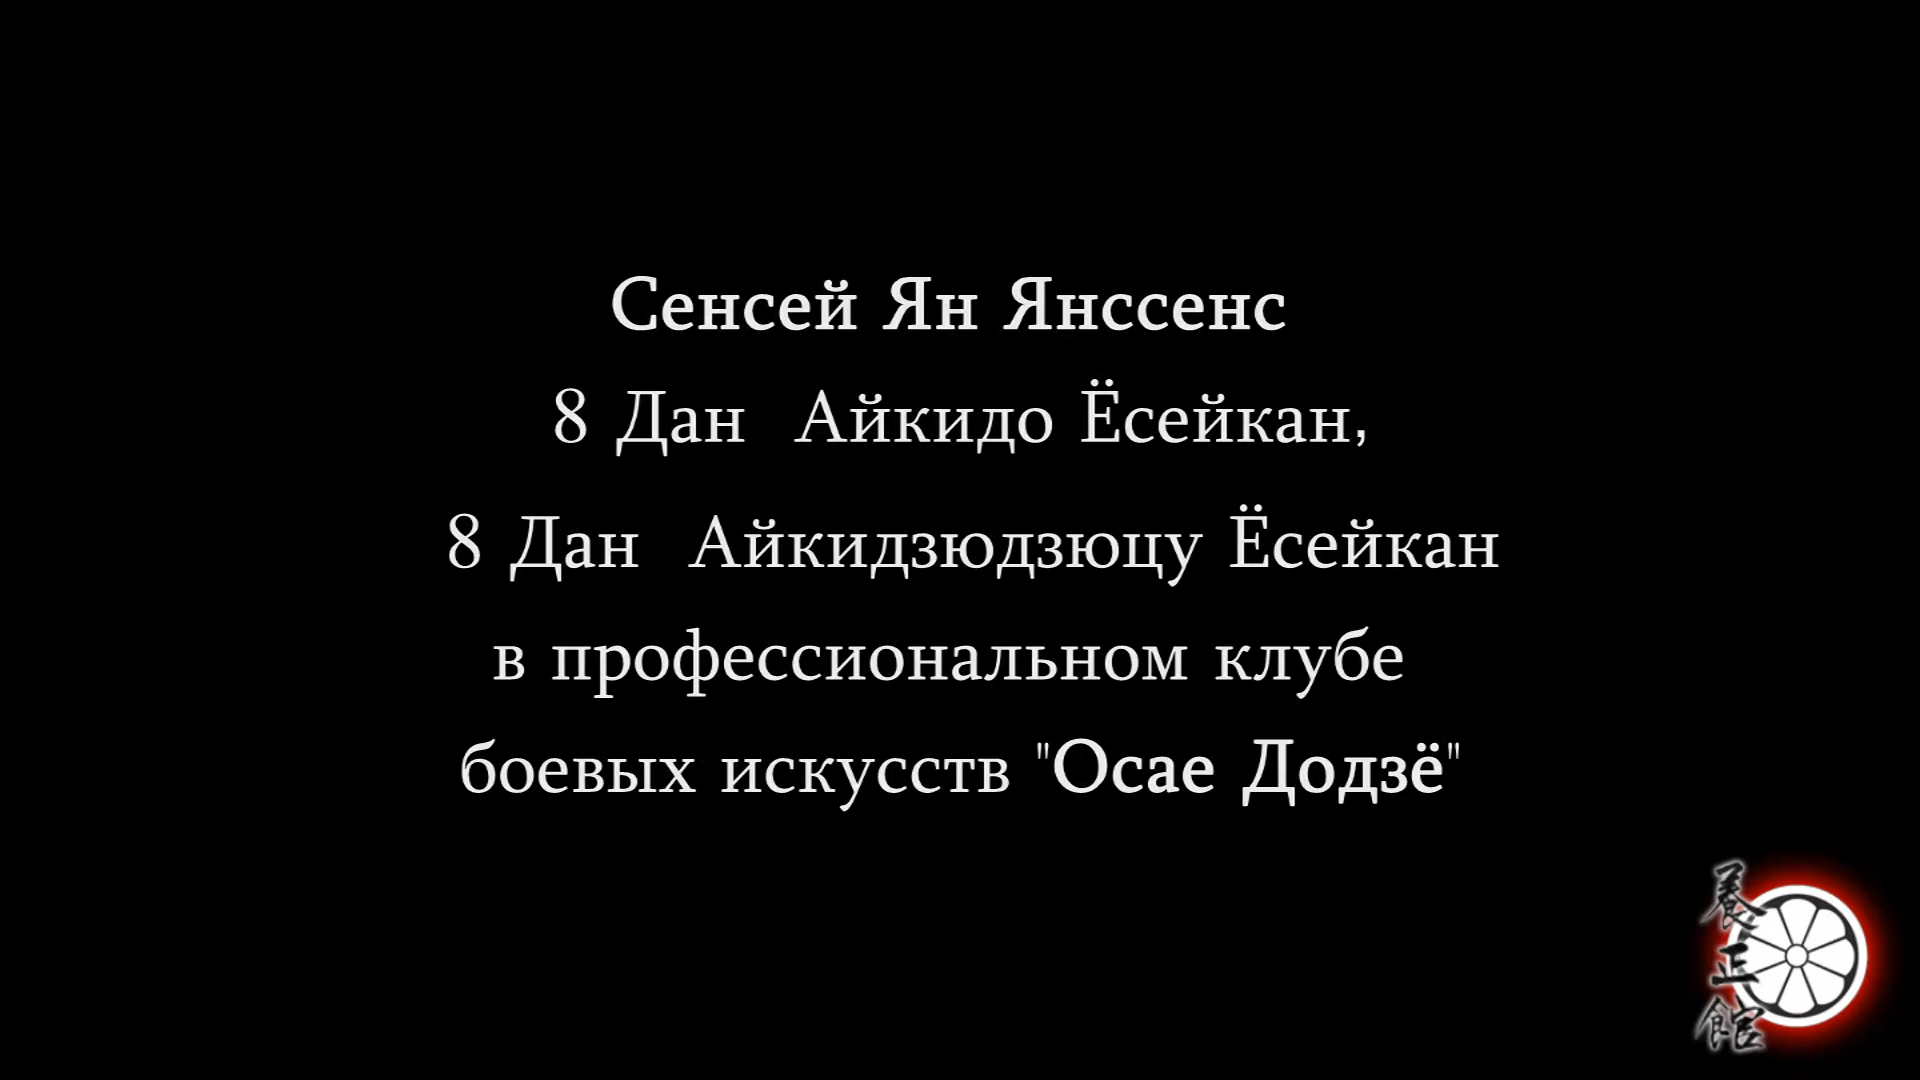 Сенсей Ян Янссенс
8 Дан Айкидо Ёсейкан,
8 Дан Айкидзюдзюцу Ёсейкан
в профессиональном клубе
боевых искусств "Осае Додзё"
養正館